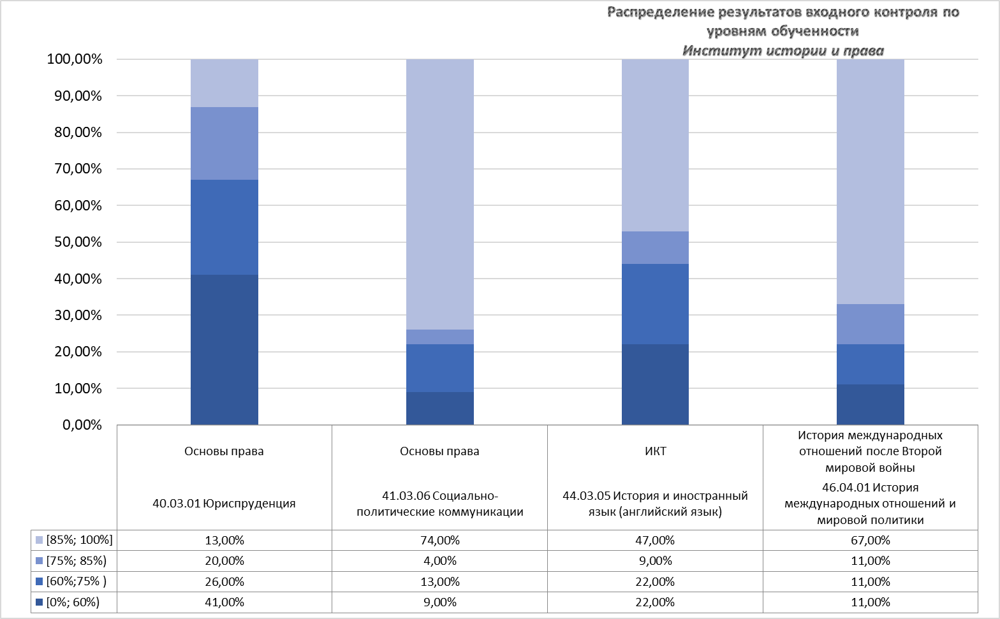 Распределение результатов входного контроля по
уровням обученности
Институт истории и права
100,00%
90,00%
80,00%
70,00%
60,00%
50,00%
40,00%
30,00%
20,00%
10,00%
0,00%
Основы права
Основы права
ИКТ
История международных
отношений после Второй
мировой войны
40.03.01 Юриспруденция
41.03.06 Социально-
политические коммуникации
44.03.05 История и иностранный
язык (английский язык)
46.04.01 История
международных отношений и
мировой политики
[85%; 100%] 13,00% 74,00% 47,00% 67,00%
[75%; 85%) 20,00% 4,00% 9,00% 11,00%
[60%;75% ) 26,00% 13,00% 22,00% 11,00%
[0%; 60%) 41,00% 9,00% 22,00% 11,00%